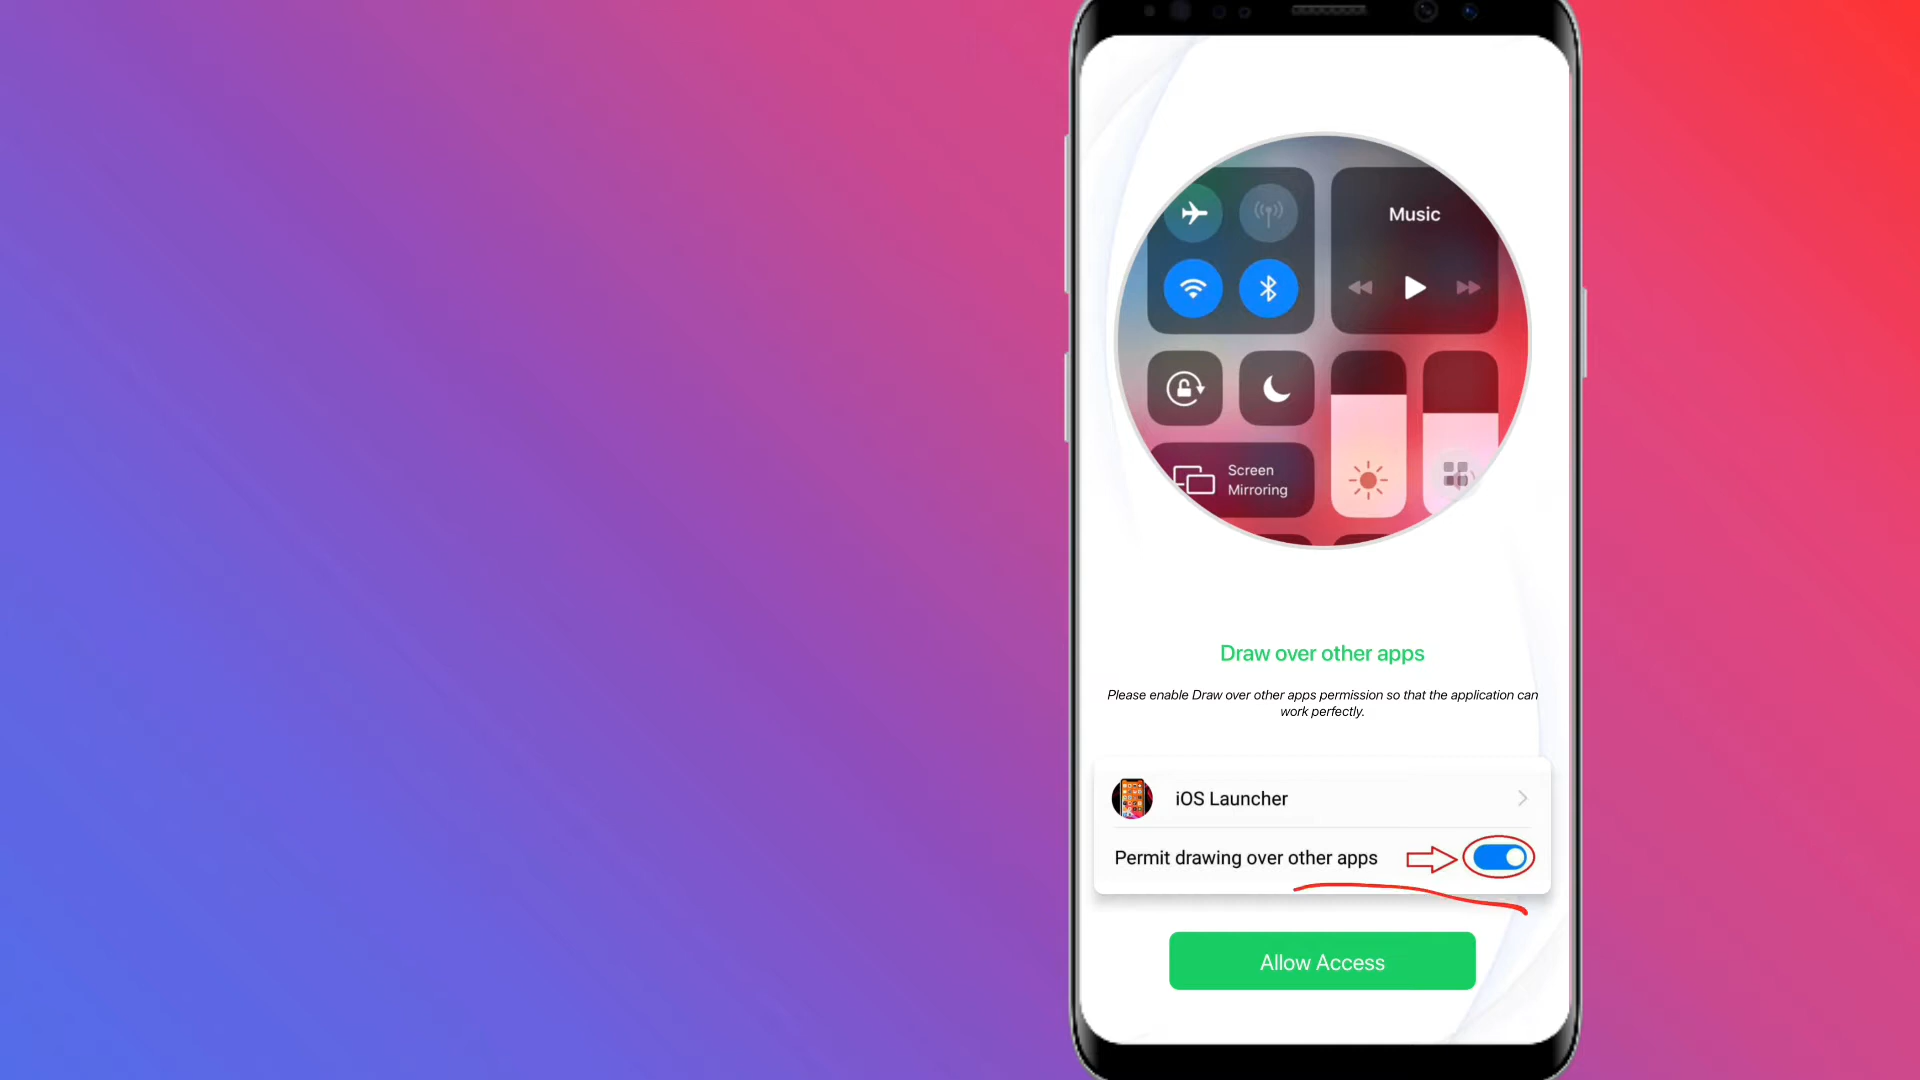 Music
Screen
Mirroring
Draw over other apps
Please enable Draw over other apps permission so that the application can
work perfectly.
iOS Launcher
Permit drawing over other apps
Allow Access